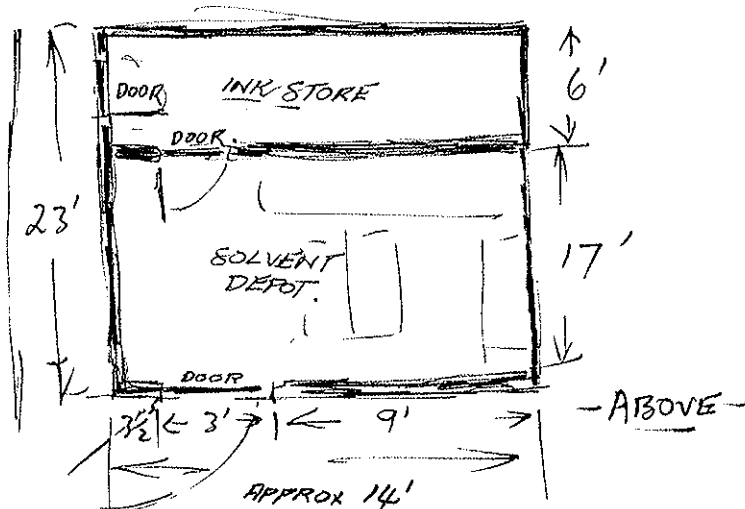 DOOR
INK STORE
6'
DOOR
23'
SOLVENT
DEPOT.
17'
DOOR
3½' 3' 9'
-ABOVE-
APPROX 14'